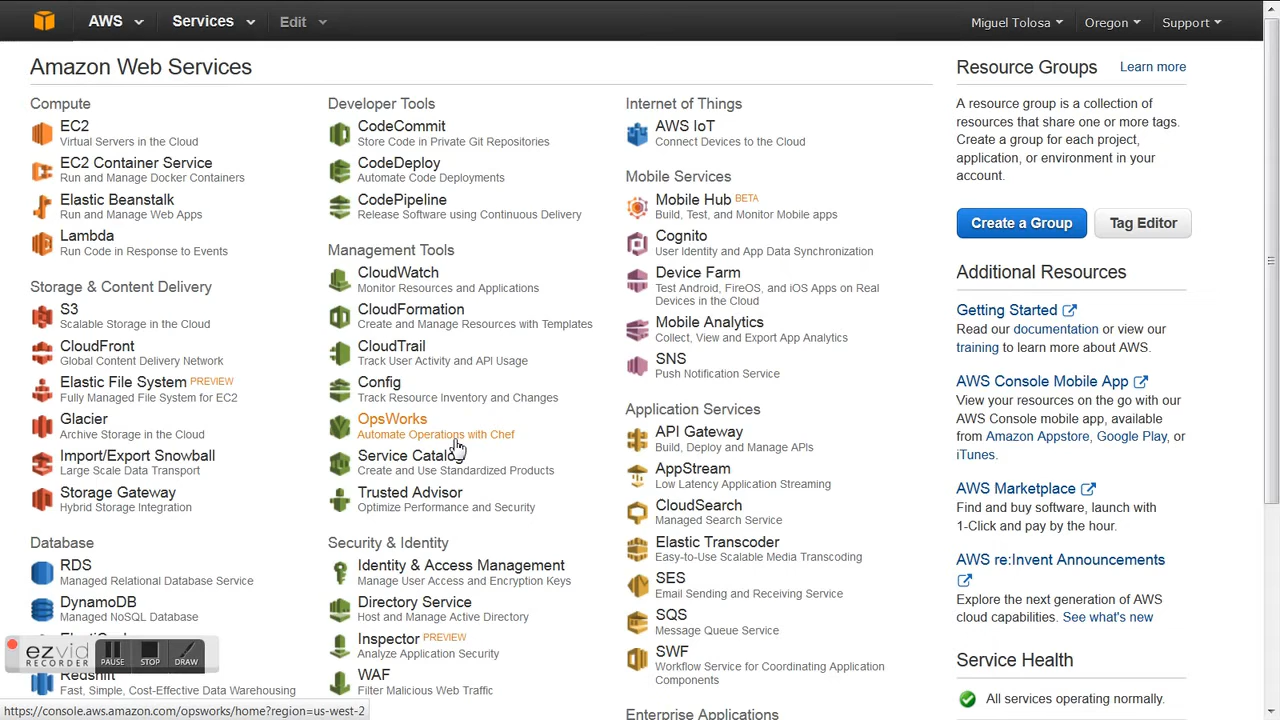 AWS Services Edit Miguel Tolosa Oregon Support
Amazon Web Services
Compute
EC2
Virtual Servers in the Cloud
EC2 Container Service
Run and Manage Docker Containers
Elastic Beanstalk
Run and Manage Web Apps
Lambda
Run Code in Response to Events
Storage & Content Delivery
S3
Scalable Storage in the Cloud
CloudFront
Global Content Delivery Network
Elastic File System PREVIEW
Fully Managed File System for EC2
Glacier
Archive Storage in the Cloud
Import/Export Snowball
Large Scale Data Transport
Storage Gateway
Hybrid Storage Integration
Database
RDS
Managed Relational Database Service
DynamoDB
Managed NoSQL Database
Redshift
Fast, Simple, Cost-Effective Data Warehousing
Developer Tools
CodeCommit
Store Code in Private Git Repositories
CodeDeploy
Automate Code Deployments
CodePipeline
Release Software using Continuous Delivery
Management Tools
CloudWatch
Monitor Resources and Applications
CloudFormation
Create and Manage Resources with Templates
CloudTrail
Track User Activity and API Usage
Config
Track Resource Inventory and Changes
OpsWorks
Automate Operations with Chef
Service Catalog
Create and Use Standardized Products
Trusted Advisor
Optimize Performance and Security
Security & Identity
Identity & Access Management
Manage User Access and Encryption Keys
Directory Service
Host and Manage Active Directory
Inspector PREVIEW
Analyze Application Security
WAF
Filter Malicious Web Traffic
Internet of Things
AWS IoT
Connect Devices to the Cloud
Mobile Services
Mobile Hub BETA
Build, Test, and Monitor Mobile apps
Cognito
User Identity and App Data Synchronization
Device Farm
Test Android, FireOS, and iOS Apps on Real
Devices in the Cloud
Mobile Analytics
Collect, View and Export App Analytics
SNS
Push Notification Service
Application Services
API Gateway
Build, Deploy and Manage APIs
AppStream
Low Latency Application Streaming
CloudSearch
Managed Search Service
Elastic Transcoder
Easy-to-Use Scalable Media Transcoding
SES
Email Sending and Receiving Service
SQS
Message Queue Service
SWF
Workflow Service for Coordinating Application
Components
Enterprise Applications
Resource Groups Learn more
A resource group is a collection of
resources that share one or more tags.
Create a group for each project,
application, or environment in your
account.
Create a Group Tag Editor
Additional Resources
Getting Started
Read our documentation or view our
training to learn more about AWS.
AWS Console Mobile App
View your resources on the go with our
AWS Console mobile app, available
from Amazon Appstore, Google Play, or
iTunes.
AWS Marketplace
Find and buy software, launch with
1-Click and pay by the hour.
AWS re:Invent Announcements
Explore the next generation of AWS
cloud capabilities. See what's new
Service Health
All services operating normally.
ezvid
RECORDER
PAUSE STOP DRAW
https://console.aws.amazon.com/opsworks/home?region=us-west-2